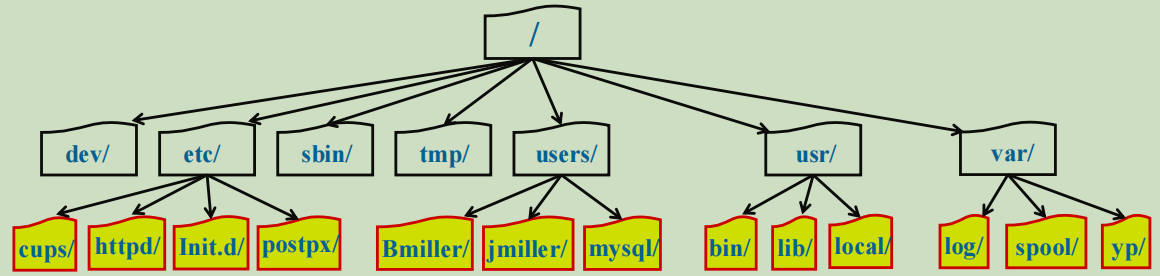 /
dev/ etc/ sbin/ tmp/ users/ usr/ var/
cups/ httpd/ Init.d/ postpx/ Bmiller/ jmiller/ mysql/ bin/ lib/ local/ log/ spool/ yp/